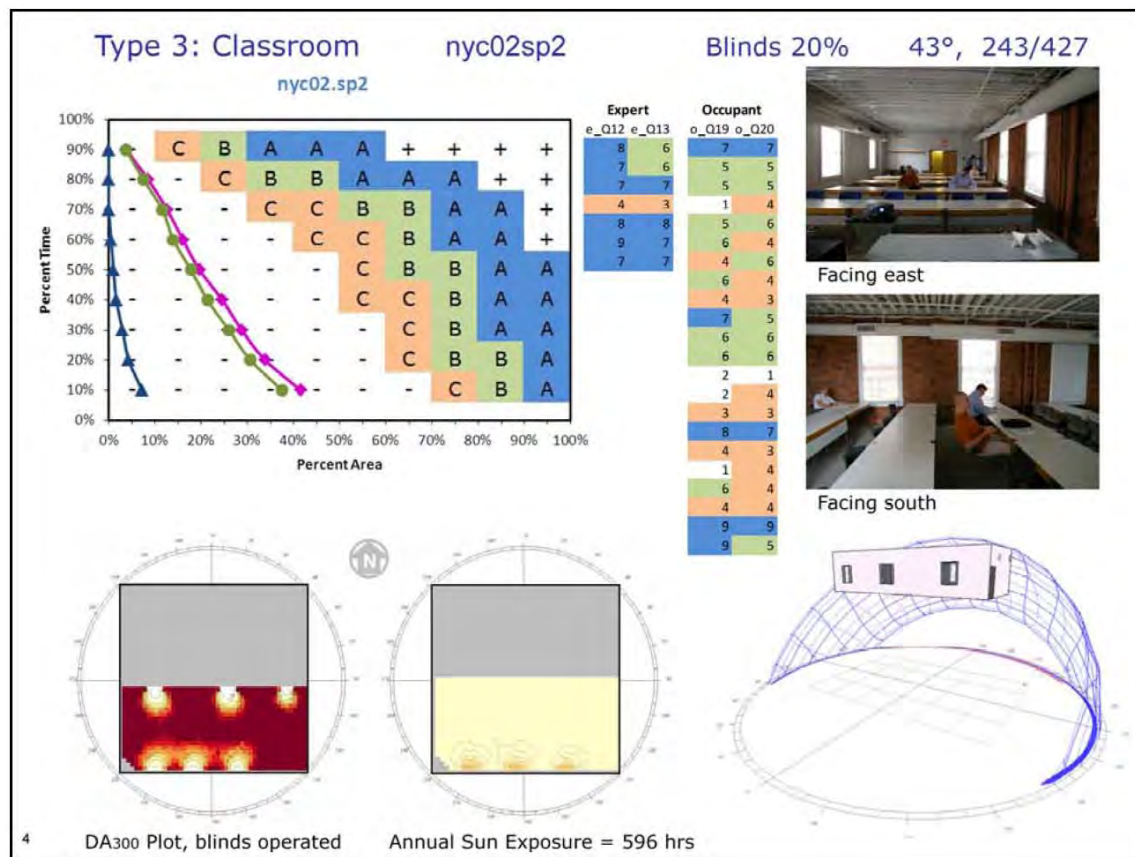 Type 3: Classroom nyc02sp2 Blinds 20% 43°, 243/427
nyc02.sp2
Percent Time
100%
90% C B A A A + + + +
80% - C B B A A A + +
70% - - - C C B B A A +
60% - - - C C B A A +
50% - - - C B B A A
40% - - - C C B A A
30% - - - - C B A A
20% - - - - C B B A
10% - - - - - C B A
0%
0% 10% 20% 30% 40% 50% 60% 70% 80% 90% 100%
Percent Area
Expert
e_Q12 e_Q13
8 6
7 6
7 7
4 3
8 8
9 7
7 7
Occupant
o_Q19 o_Q20
7 7
5 5
5 5
1 4
5 6
6 4
4 6
6 4
4 3
7 5
6 6
6 6
2 1
2 4
3 3
8 7
4 3
1 4
6 4
4 4
9 9
9 5
Facing east
Facing south
N
DA300 Plot, blinds operated
Annual Sun Exposure = 596 hrs
4